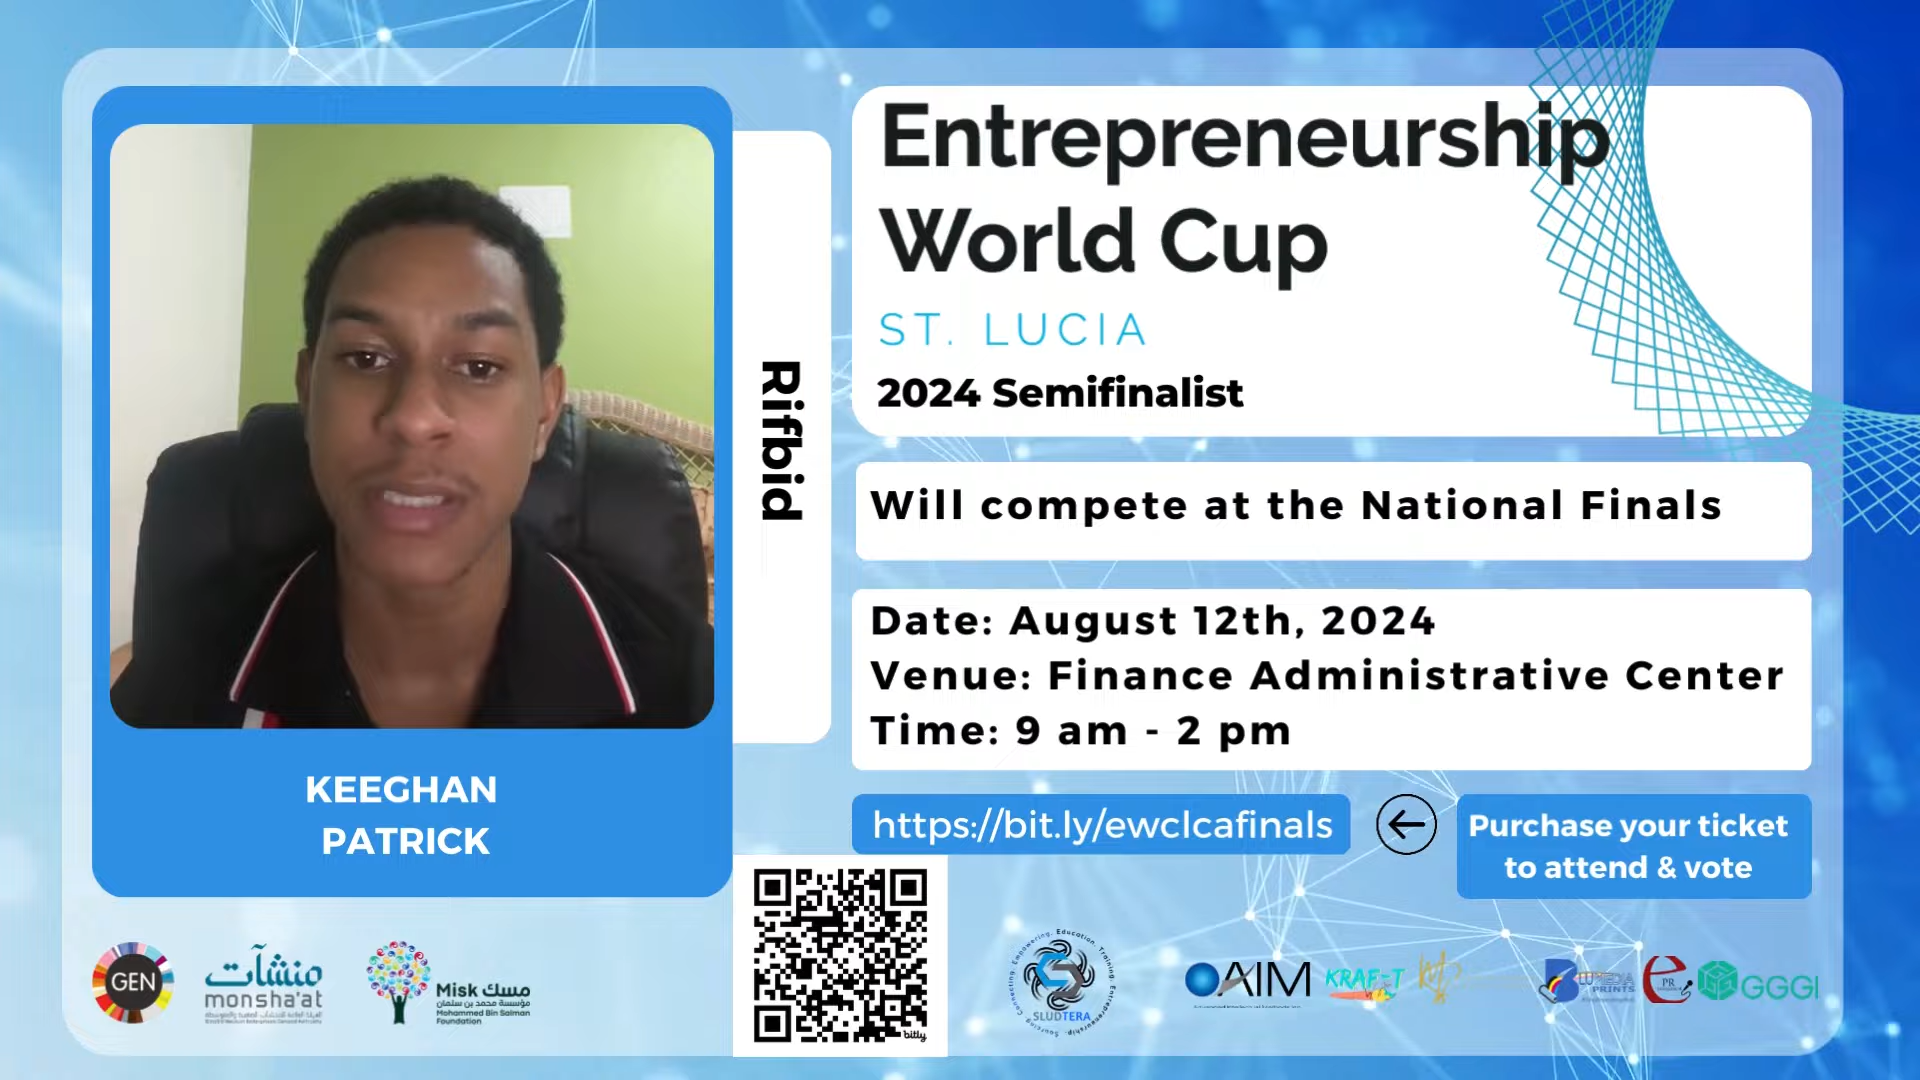 Entrepreneurship
World Cup
ST. LUCIA
2024 Semifinalist
Rifbid
Will compete at the National Finals
Date: August 12th, 2024
Venue: Finance Administrative Center
Time: 9 am - 2 pm
KEEGHAN
PATRICK
https://bit.ly/ewclcafinals
Purchase your ticket
to attend & vote
GEN
منشآت
monsha'at
Misk مسك
مؤسسة محمد بن سلمان
Mohammed Bin Salman
Foundation
bitly
SLUDTERA
AIM
KRAF-T
PRINTS
PR
GGGI